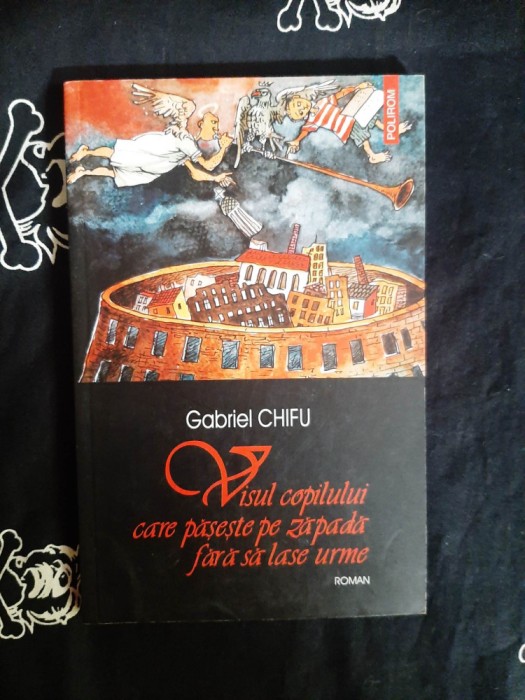 POLIROM
Gabriel CHIFU
Visul copilului
care pășește pe zăpadă
fără să lase urme
ROMAN